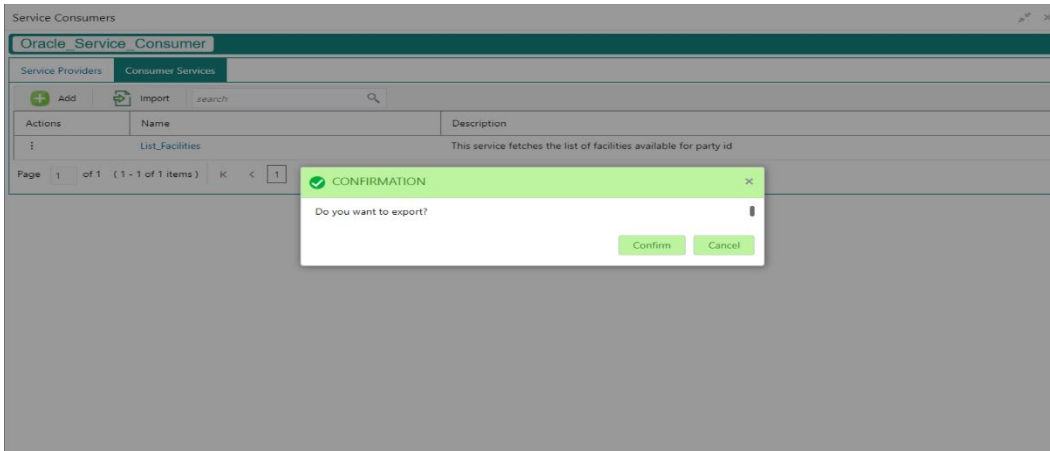 Service Consumers
Oracle_Service_Consumer
Service Providers Consumer Services
Add Import search
Actions Name Description
List_Facilities This service fetches the list of facilities available for party id
Page 1 of 1 (1 - 1 of 1 items) K < 1
CONFIRMATION ×
Do you want to export?
Confirm Cancel